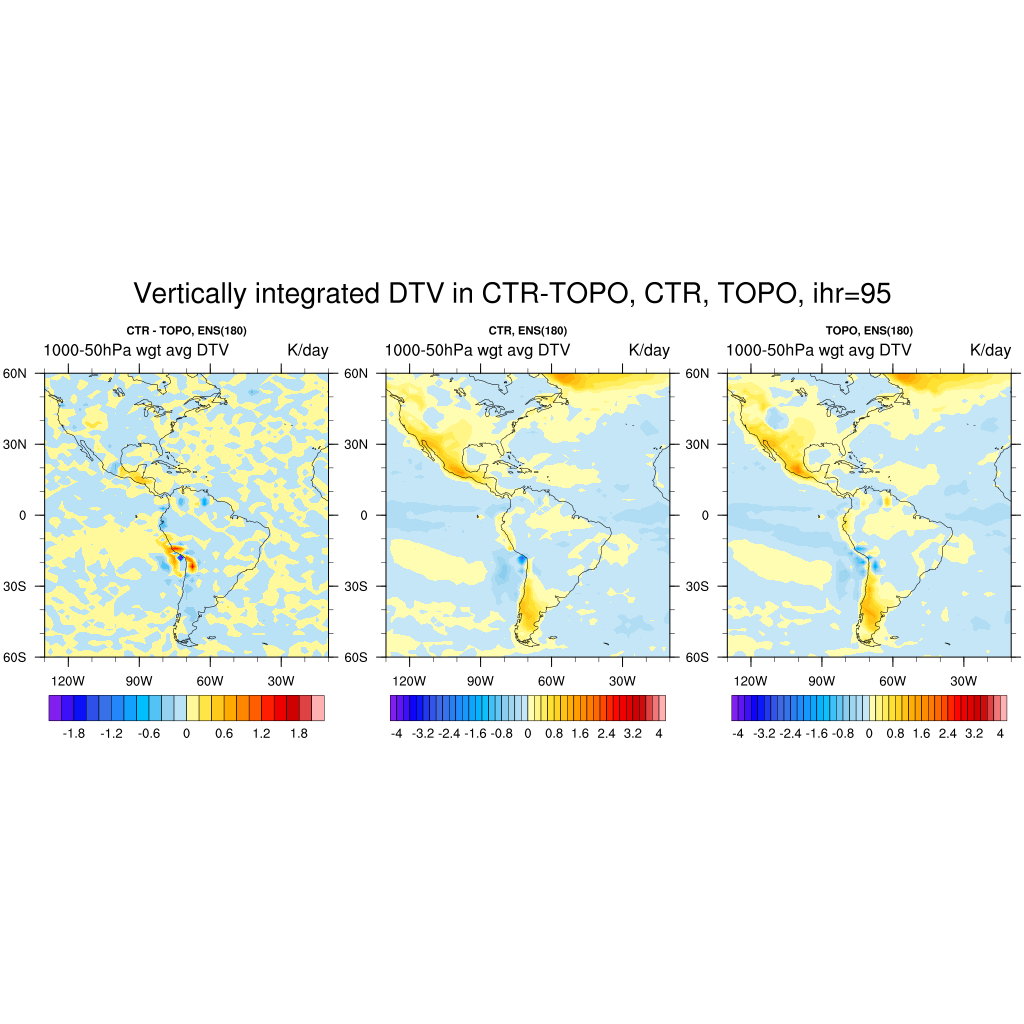 Vertically integrated DTV in CTR-TOPO, CTR, TOPO, ihr=95
CTR - TOPO, ENS(180)
1000-50hPa wgt avg DTV K/day
60N
30N
0
30S
60S
120W 90W 60W 30W
-1.8 -1.2 -0.6 0 0.6 1.2 1.8
CTR, ENS(180)
1000-50hPa wgt avg DTV K/day
60N
30N
0
30S
60S
120W 90W 60W 30W
-4 -3.2 -2.4 -1.6 -0.8 0 0.8 1.6 2.4 3.2 4
TOPO, ENS(180)
1000-50hPa wgt avg DTV K/day
60N
30N
0
30S
60S
120W 90W 60W 30W
-4 -3.2 -2.4 -1.6 -0.8 0 0.8 1.6 2.4 3.2 4